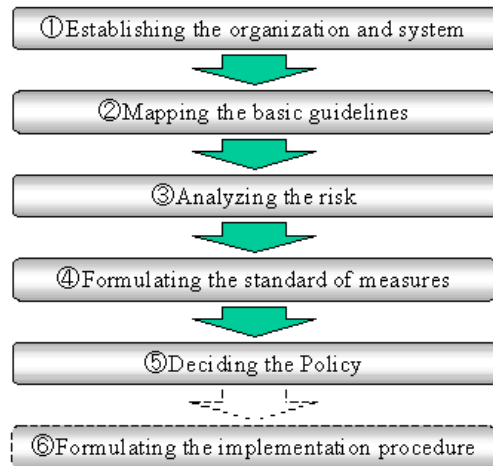 ①Establishing the organization and system
②Mapping the basic guidelines
③Analyzing the risk
④Formulating the standard of measures
⑤Deciding the Policy
⑥Formulating the implementation procedure